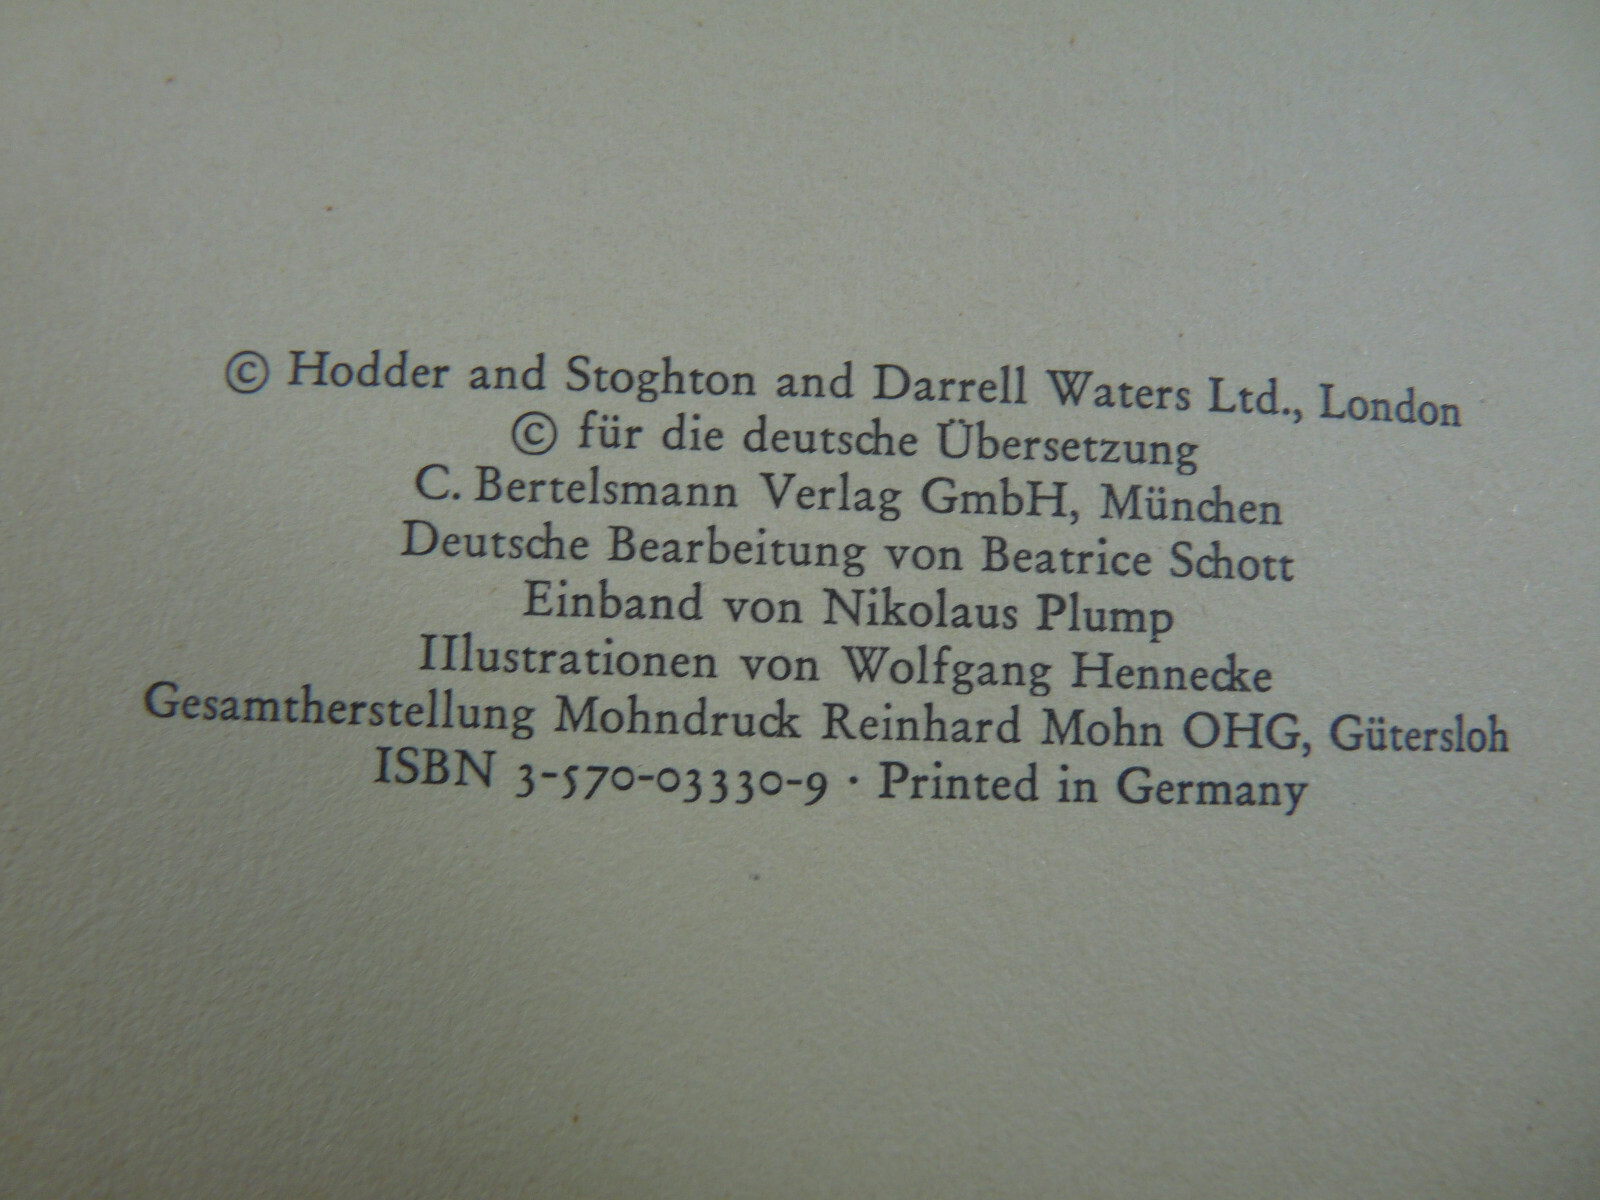 © Hodder and Stoghton and Darrell Waters Ltd., London
© für die deutsche Übersetzung
C. Bertelsmann Verlag GmbH, München
Deutsche Bearbeitung von Beatrice Schott
Einband von Nikolaus Plump
IIlustrationen von Wolfgang Hennecke
Gesamtherstellung Mohndruck Reinhard Mohn OHG, Gütersloh
ISBN 3-570-03330-9 · Printed in Germany